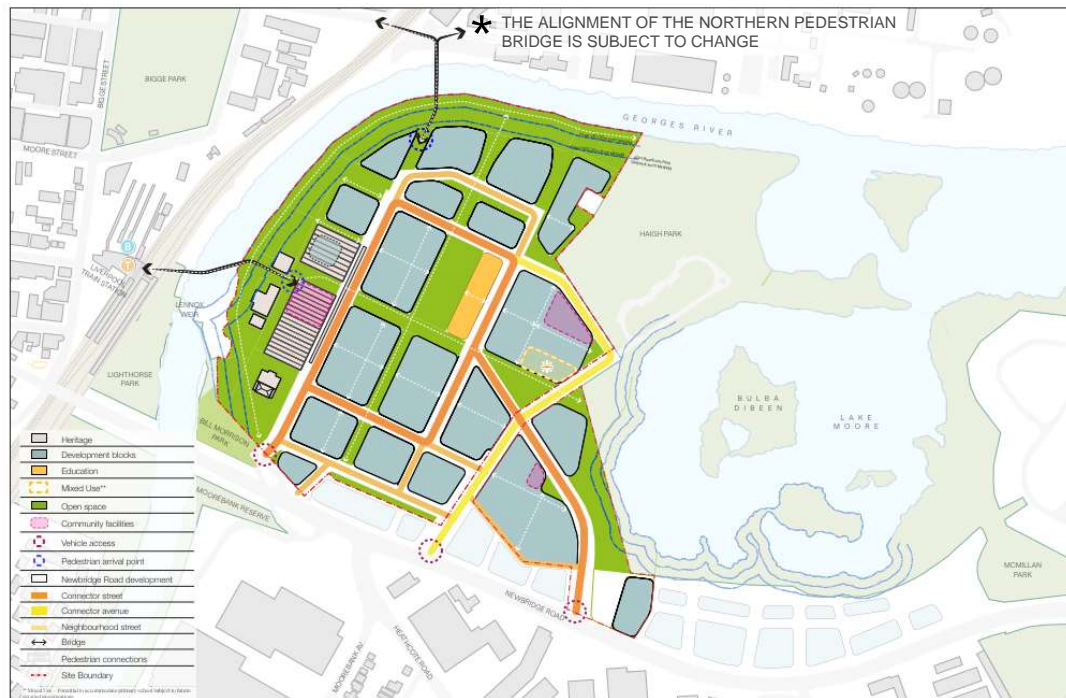 THE ALIGNMENT OF THE NORTHERN PEDESTRIAN
BRIDGE IS SUBJECT TO CHANGE
BIGGE PARK
BIGGE STREET
MOORE STREET
GEORGES RIVER
HAIGH PARK
B
T
LIVERPOOL
TRAIN STATION
LENNOX
WEIR
LIGHTHORSE
PARK
BILL MORRISON
PARK
MOOREBANK RESERVE
BULBA
DIBEEN
LAKE
MOORE
MCMILLAN
PARK
NEWBRIDGE ROAD
MOOREBANK AV
HEATHCOTE ROAD
Heritage
Development blocks
Education
Mixed Use**
Open space
Community facilities
Vehicle access
Pedestrian arrival point
Newbridge Road development
Connector street
Connector avenue
Neighbourhood street
Bridge
Pedestrian connections
Site Boundary